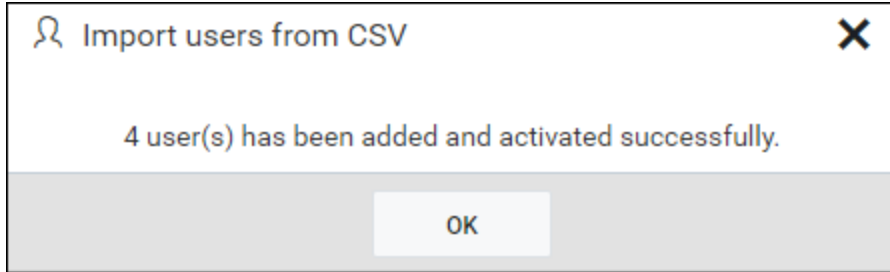 Import users from CSV
4 user(s) has been added and activated successfully.
OK